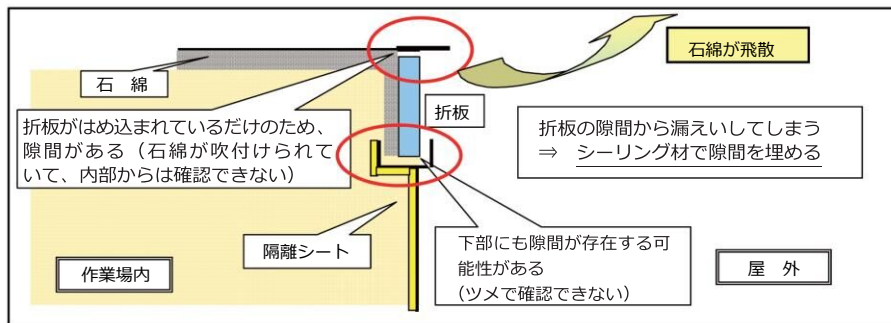 石綿が飛散
石 綿
折板
折板がはめ込まれているだけのため、
隙間がある（石綿が吹付けられて
いて、内部からは確認できない）
折板の隙間から漏えいしてしまう
⇒ シーリング材で隙間を埋める
隔離シート
下部にも隙間が存在する可
能性がある
（ツメで確認できない）
作業場内
屋 外